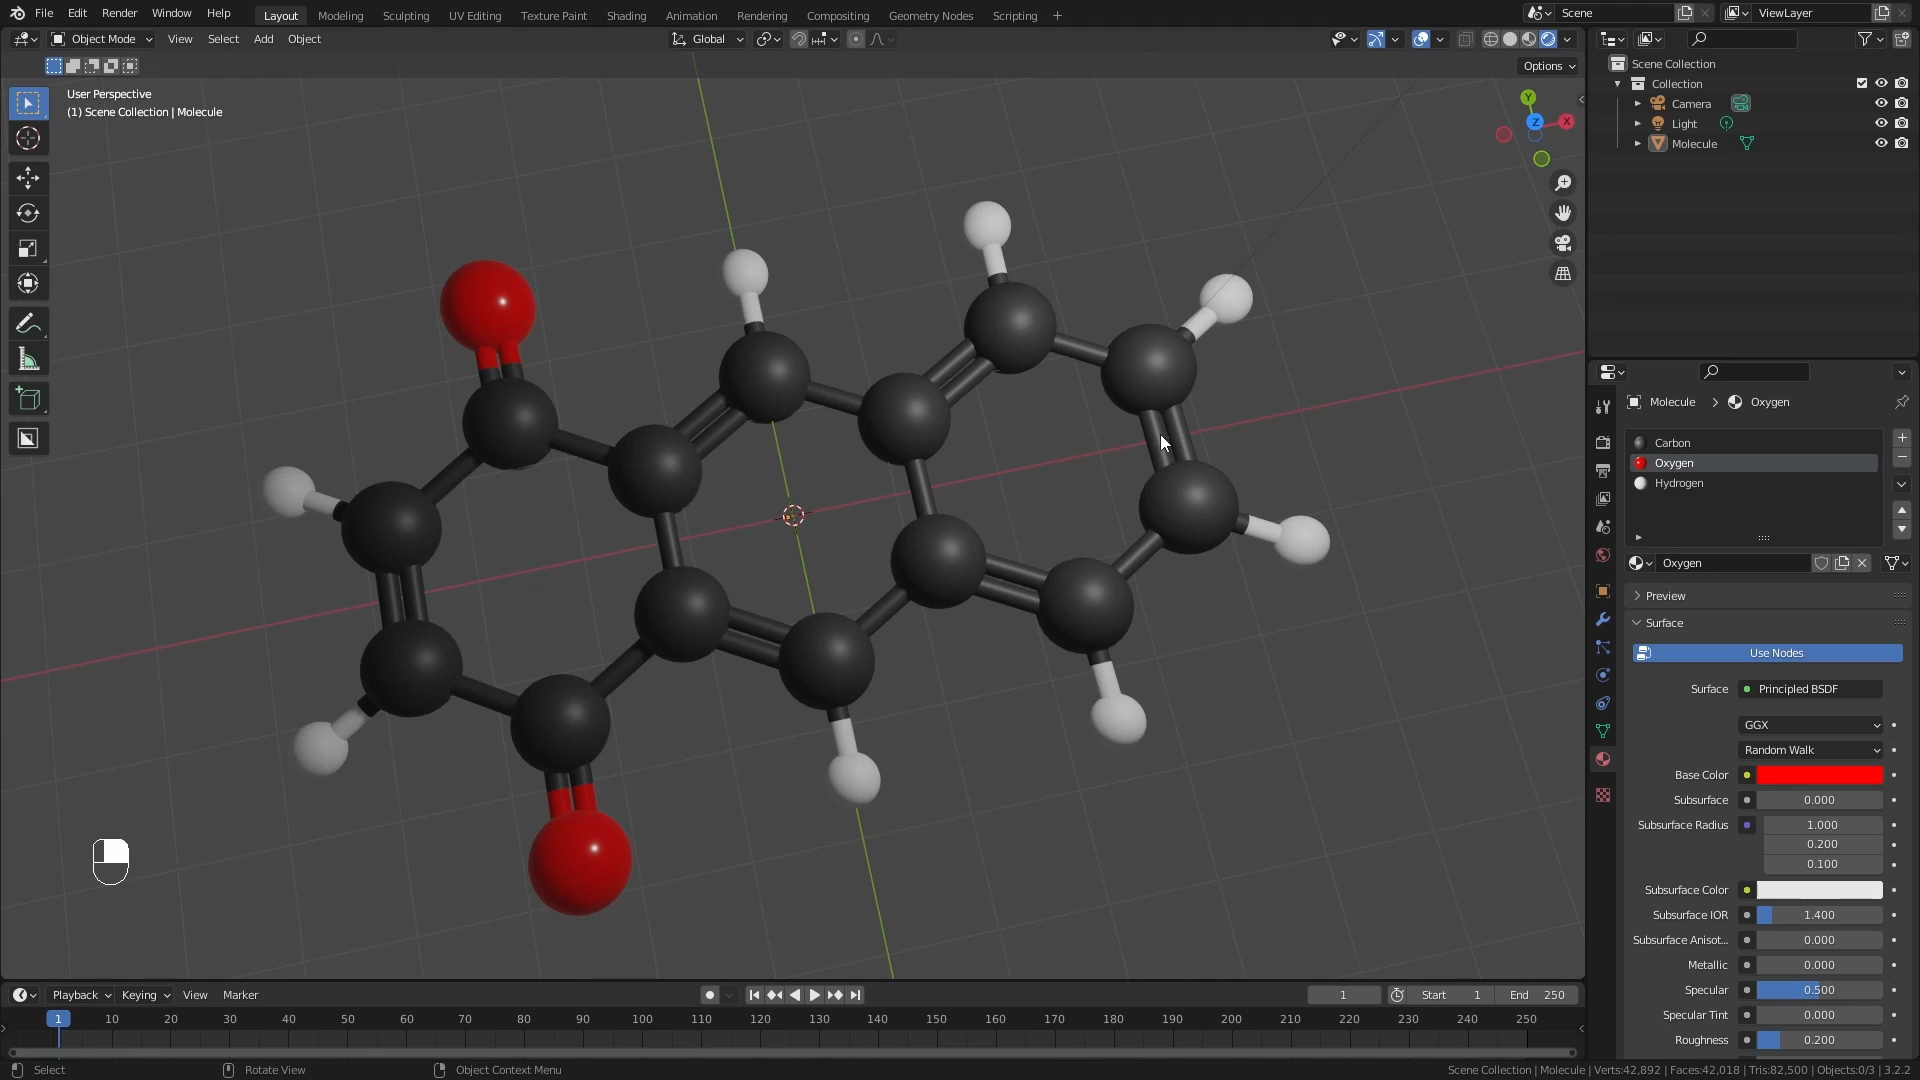 File Edit Render Window Help Layout Modeling Sculpting UV Editing Texture Paint Shading Animation Rendering Compositing Geometry Nodes Scripting + Scene ViewLayer
Object Mode View Select Add Object Global
Options
User Perspective
(1) Scene Collection | Molecule
Y
Z
X
Scene Collection
Collection
Camera
Light
Molecule
Molecule > Oxygen
Carbon
Oxygen
Hydrogen
Oxygen
Preview
Surface
Use Nodes
Surface Principled BSDF
GGX
Random Walk
Base Color
Subsurface 0.000
Subsurface Radius 1.000
0.200
0.100
Subsurface Color
Subsurface IOR 1.400
Subsurface Anisot... 0.000
Metallic 0.000
Specular 0.500
Specular Tint 0.000
Roughness 0.200
Playback Keying View Marker 1 Start 1 End 250
1 10 20 30 40 50 60 70 80 90 100 110 120 130 140 150 160 170 180 190 200 210 220 230 240 250
Select Rotate View Object Context Menu Scene Collection | Molecule | Verts:42,892 | Faces:42,018 | Tris:82,500 | Objects:0/3 | 3.2.2